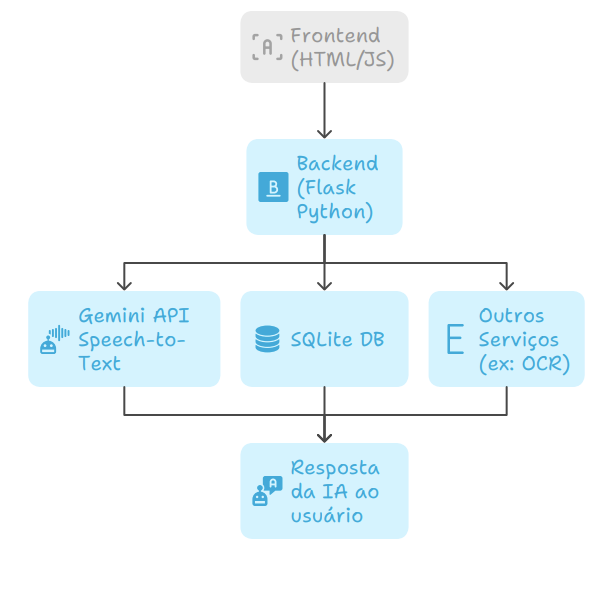 A
Frontend
(HTML/JS)
B
Backend
(Flask
Python)
Gemini API
Speech-to-
Text
SQLite DB
E
Outros
Serviços
(ex: OCR)
A
Resposta
da IA ao
usuário